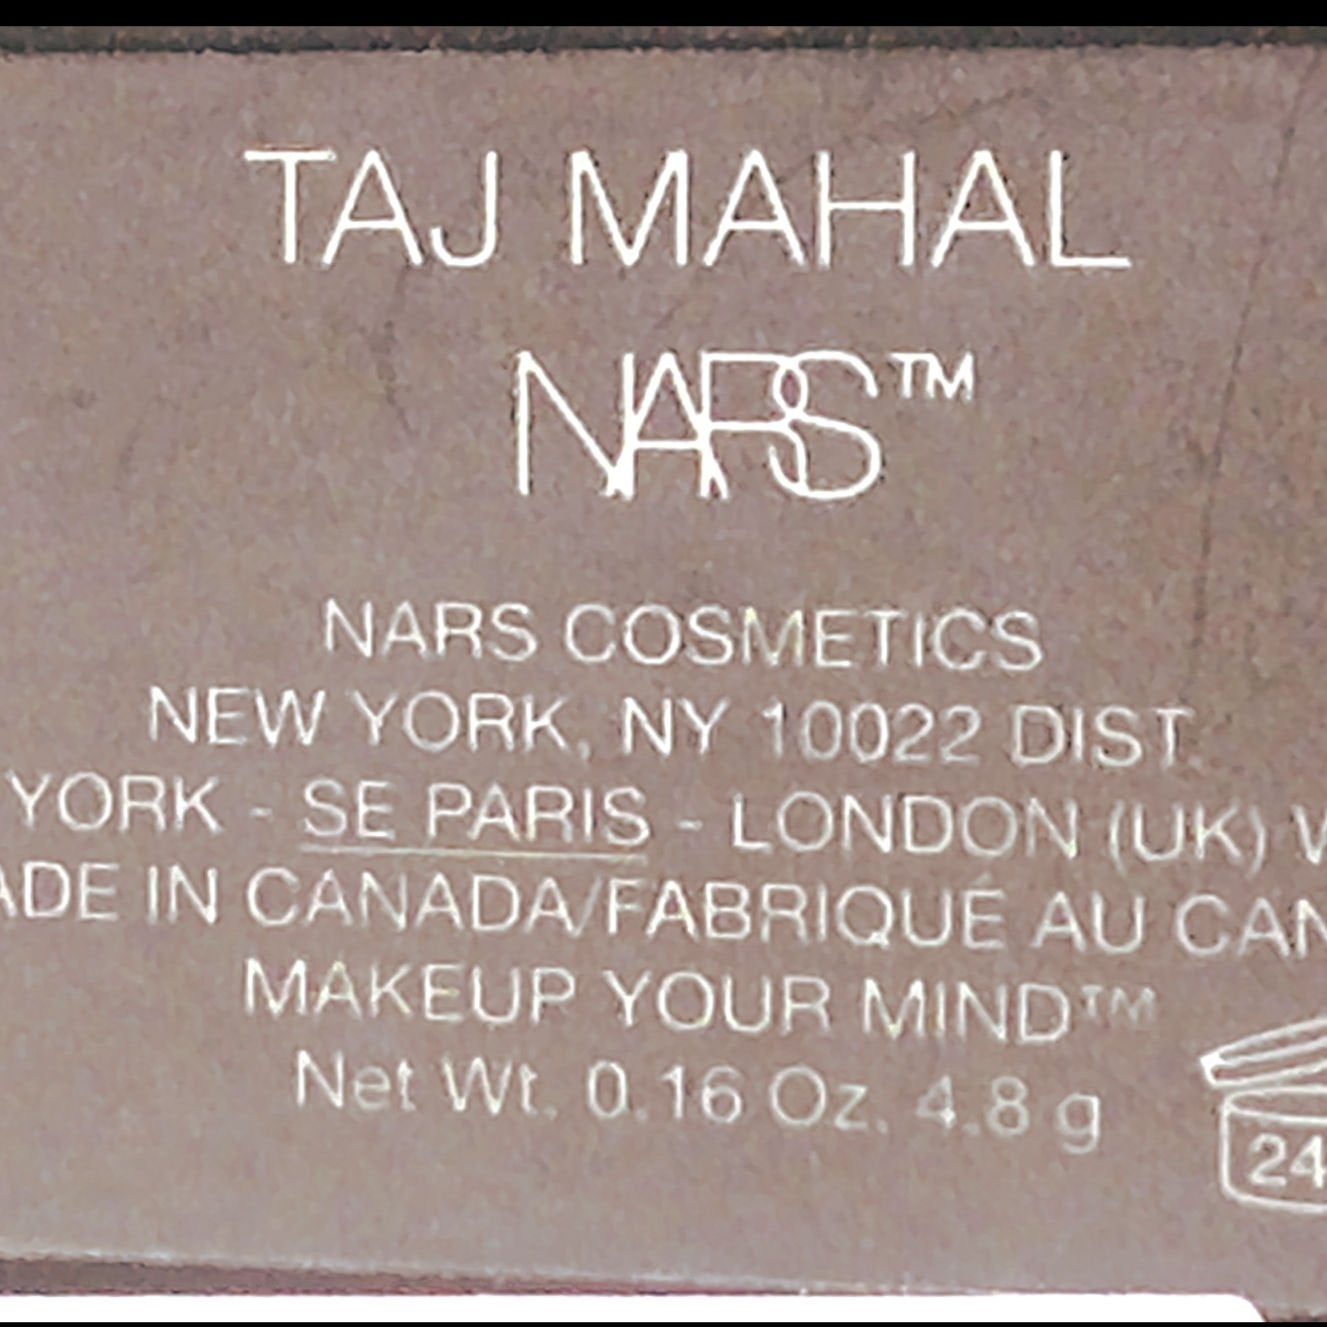 TAJ MAHAL
NARS™
NARS COSMETICS
NEW YORK, NY 10022 DIST.
YORK - SE PARIS - LONDON (UK) W
ADE IN CANADA/FABRIQUÉ AU CAN
MAKEUP YOUR MIND™
Net Wt. 0.16 Oz. 4.8 g
24